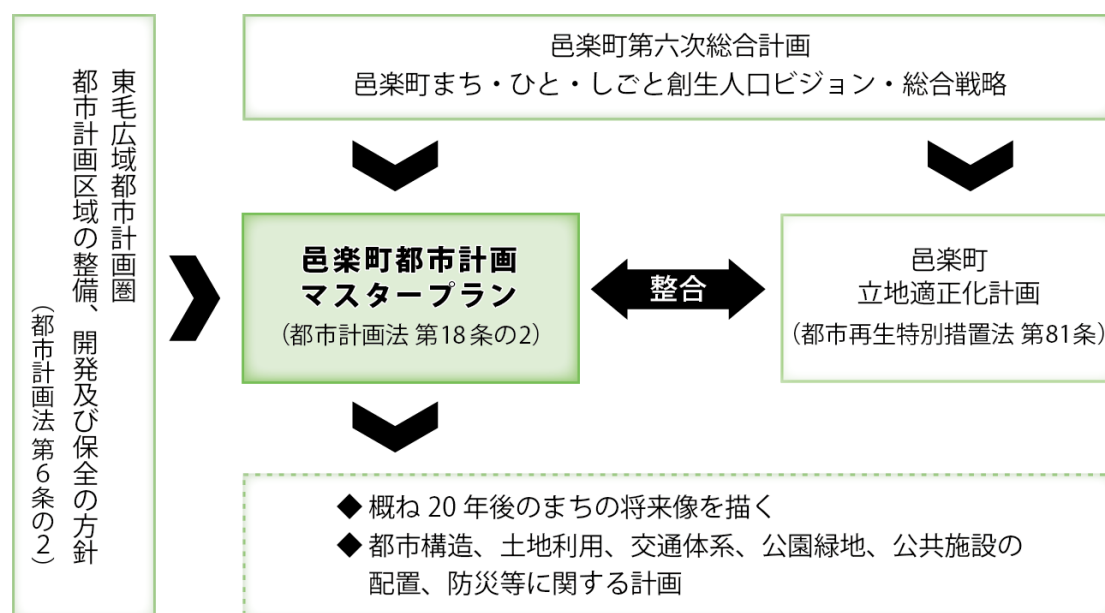 東毛広域都市計画圏
都市計画区域の整備、開発及び保全の方針
（都市計画法 第6条の2）
邑楽町第六次総合計画
邑楽町まち・ひと・しごと創生人口ビジョン・総合戦略
邑楽町都市計画
マスタープラン
（都市計画法 第18条の2）
整合
邑楽町
立地適正化計画
（都市再生特別措置法 第81条）
◆ 概ね 20 年後のまちの将来像を描く
◆ 都市構造、土地利用、交通体系、公園緑地、公共施設の
配置、防災等に関する計画